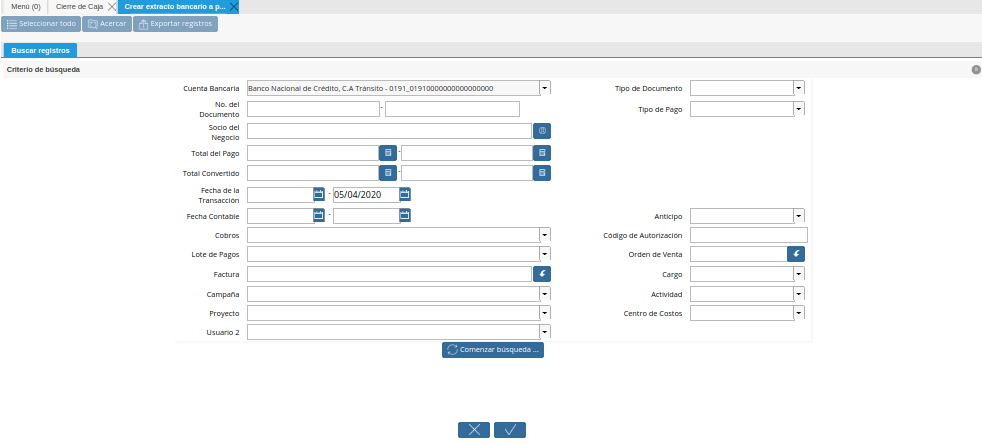 Menú (0)
Cierre de Caja
Crear extracto bancario a p...
Seleccionar todo
Acercar
Exportar registros
Buscar registros
Criterio de búsqueda
Cuenta Bancaria
Banco Nacional de Crédito, C.A Tránsito - 0191_01910000000000000000
Tipo de Documento
No. del
Documento
-
Tipo de Pago
Socio del
Negocio
Total del Pago
-
Total Convertido
-
Fecha de la
Transacción
-
05/04/2020
Fecha Contable
-
Anticipo
Cobros
Código de Autorización
Lote de Pagos
Orden de Venta
Factura
Cargo
Campaña
Actividad
Proyecto
Centro de Costos
Usuario 2
Comenzar búsqueda ...